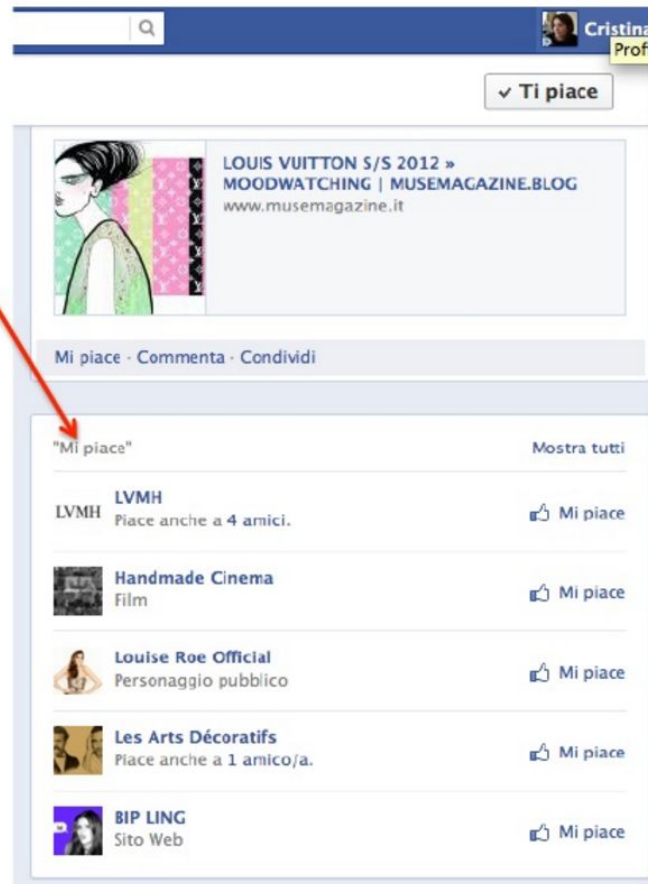 Cristina
Prof
✓ Ti piace
LOUIS VUITTON S/S 2012 »
MOODWATCHING | MUSEMAGAZINE.BLOG
www.musemagazine.it
Mi piace · Commenta · Condividi
"Mi piace"
Mostra tutti
LVMH
LVMH
Piace anche a 4 amici.
Mi piace
Handmade Cinema
Film
Mi piace
Louise Roe Official
Personaggio pubblico
Mi piace
Les Arts Décoratifs
Piace anche a 1 amico/a.
Mi piace
BIP LING
Sito Web
Mi piace